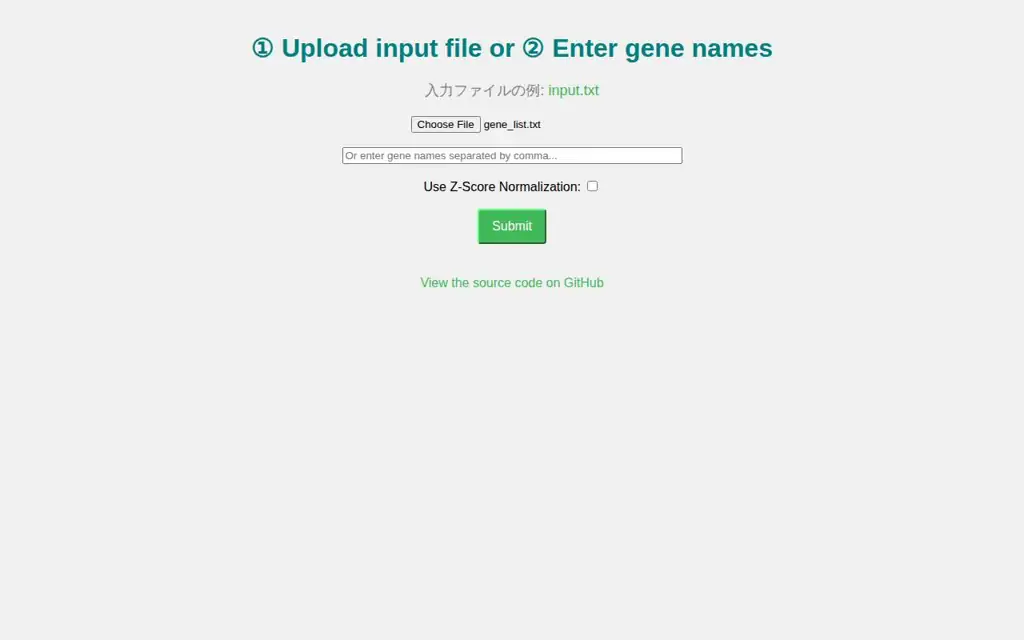 ① Upload input file or ② Enter gene names
入力ファイルの例: input.txt
Choose File gene_list.txt
Or enter gene names separated by comma...
Use Z-Score Normalization:
Submit
View the source code on GitHub